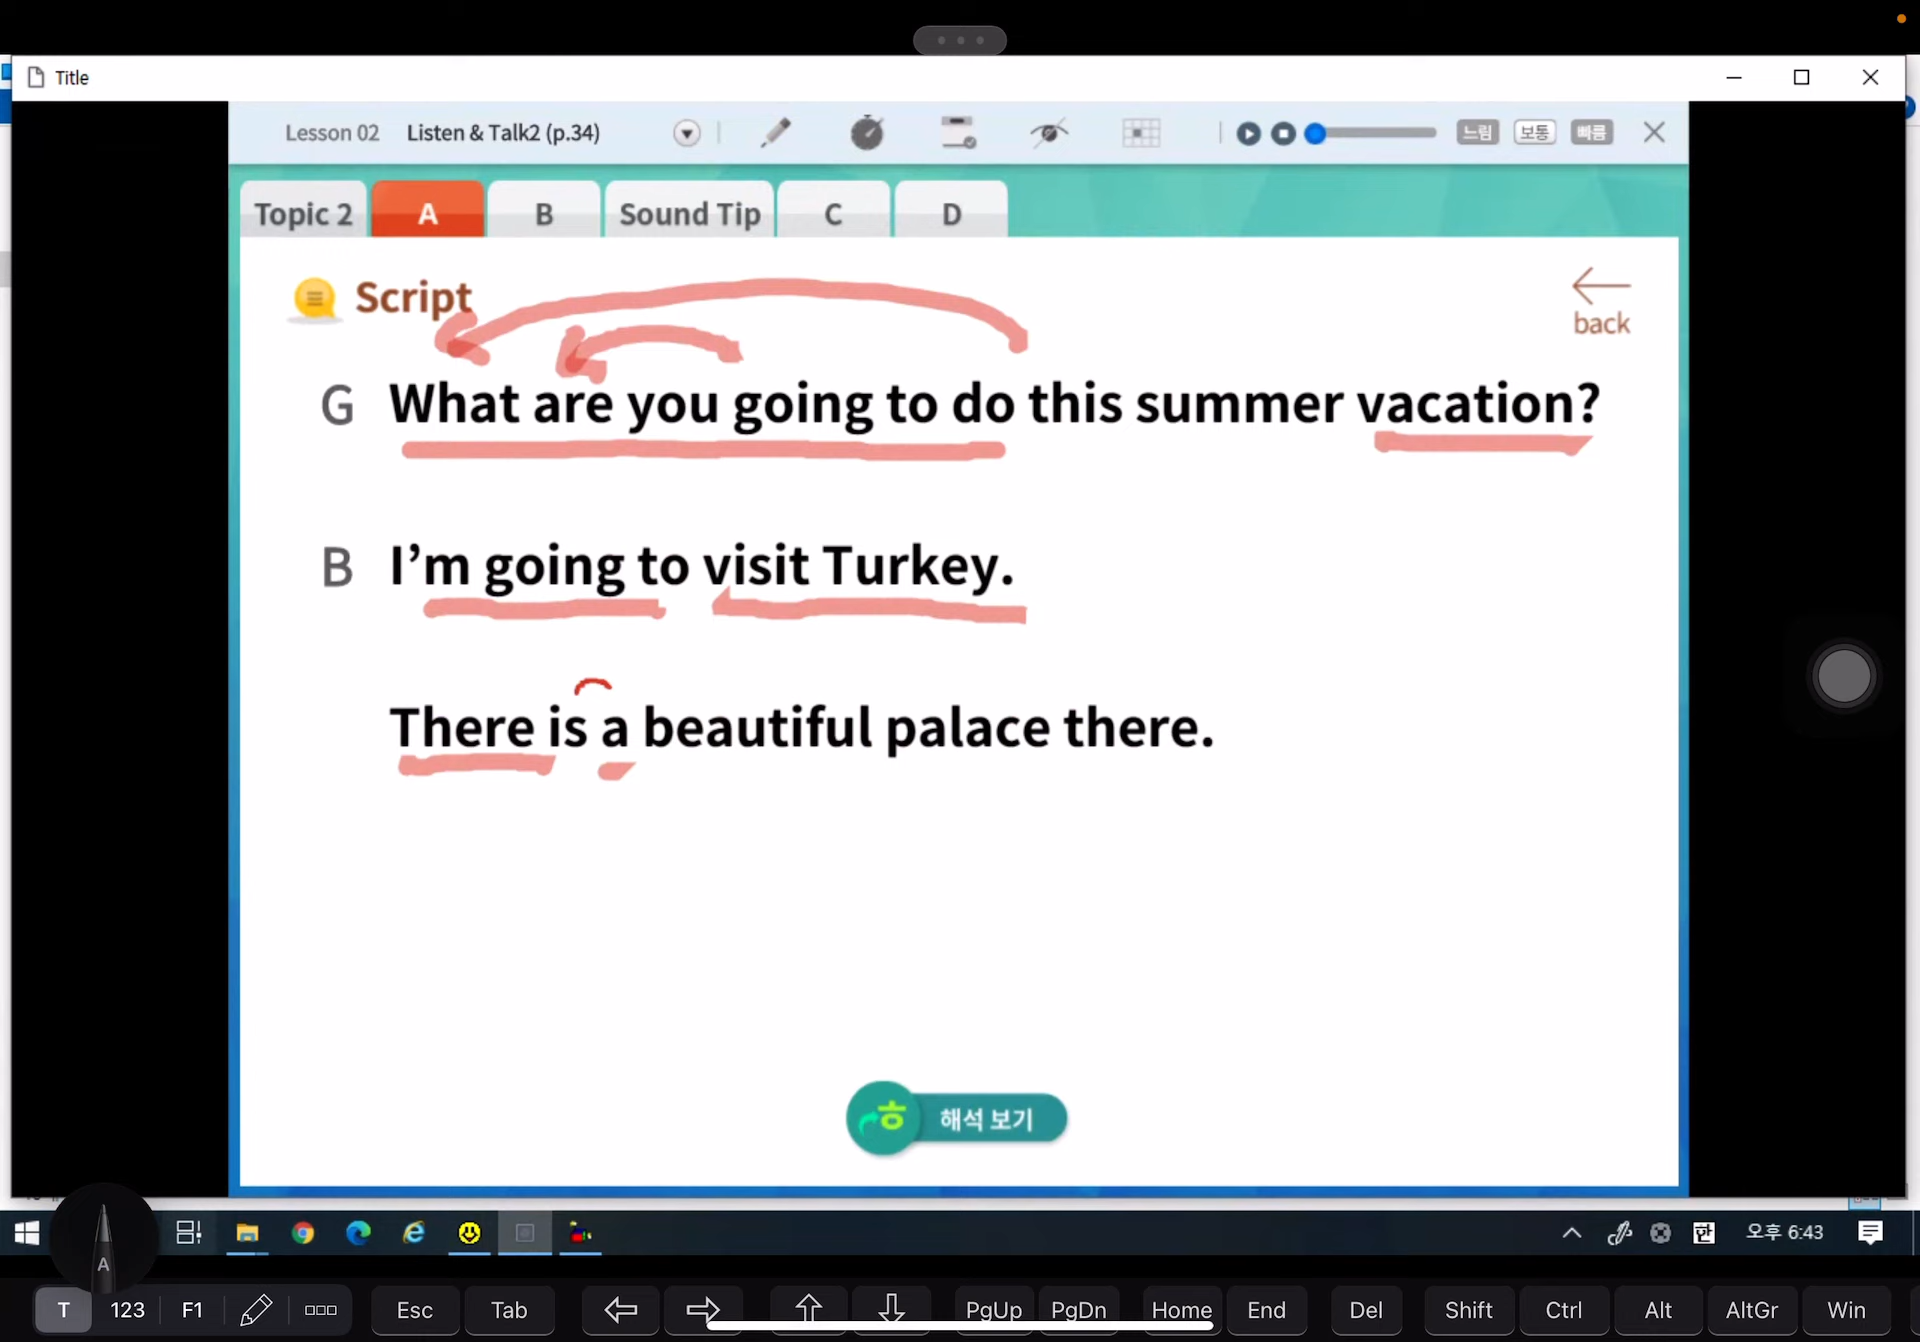 Title
Lesson 02 Listen & Talk2 (p.34) 느림 보통 빠름
Topic 2 A B Sound Tip C D
Script
back
G What are you going to do this summer vacation?
B I'm going to visit Turkey.
There is a beautiful palace there.
ㅎ 해석 보기
한 오후 6:43
A
T 123 F1 Esc Tab PgUp PgDn Home End Del Shift Ctrl Alt AltGr Win